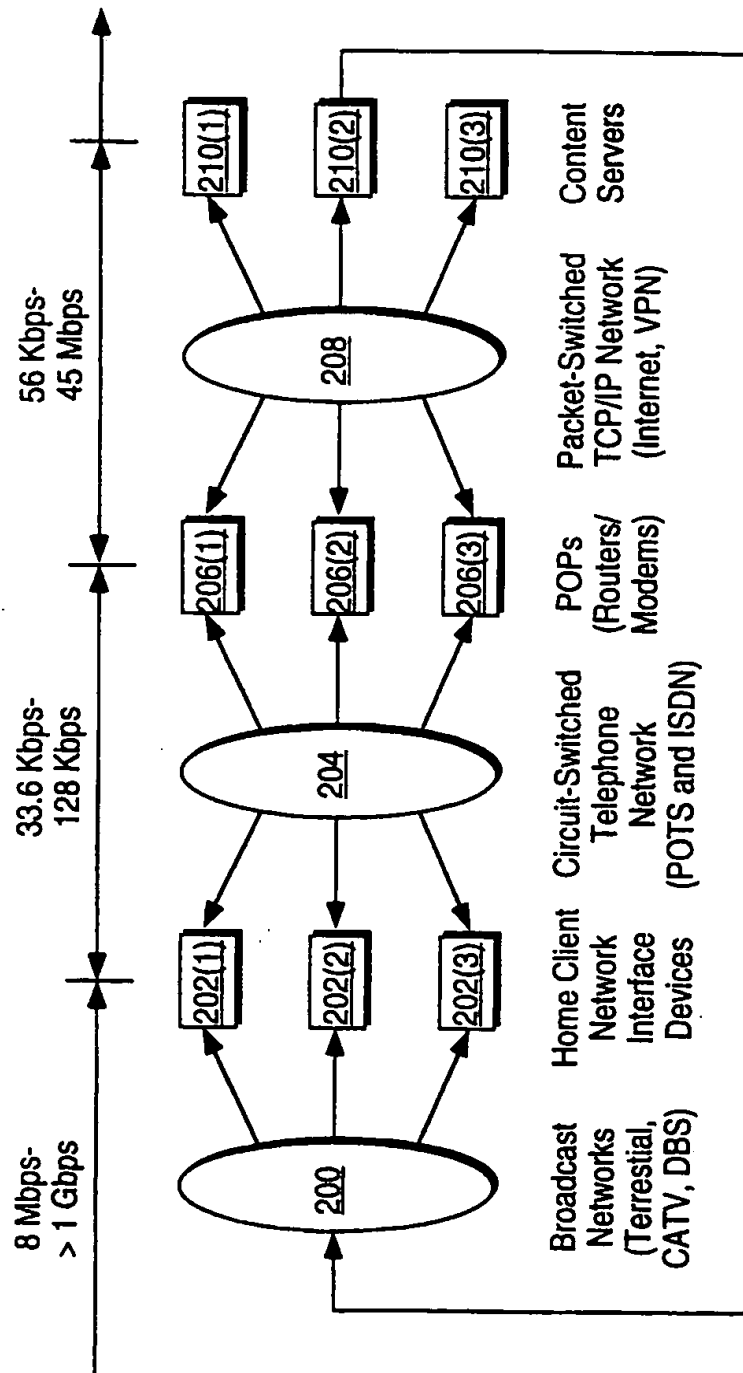 8 Mbps-
> 1 Gbps
33.6 Kbps-
128 Kbps
56 Kbps-
45 Mbps
200
202(1)
202(2)
202(3)
204
206(1)
206(2)
206(3)
208
210(1)
210(2)
210(3)
Broadcast
Networks
(Terrestial,
CATV, DBS)
Home Client
Network
Interface
Devices
Circuit-Switched
Telephone
Network
(POTS and ISDN)
POPs
(Routers/
Modems)
Packet-Switched
TCP/IP Network
(Internet, VPN)
Content
Servers